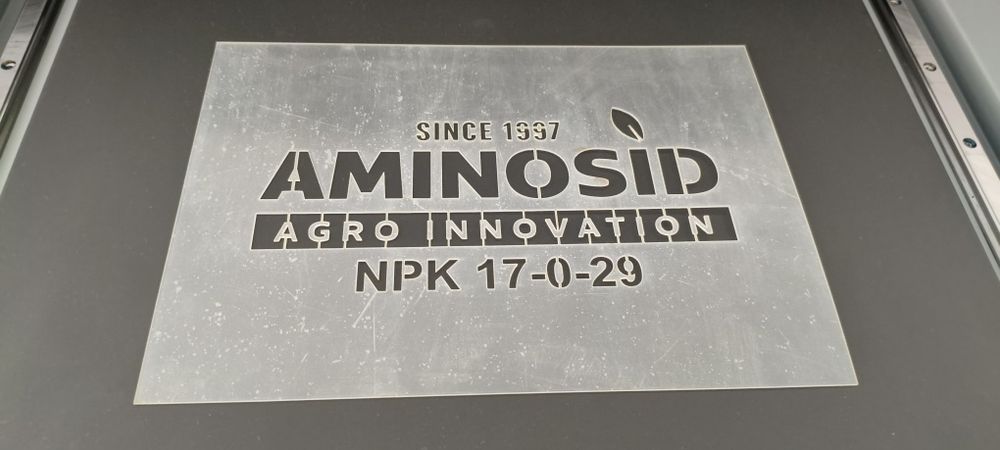 SINCE 1997
AMINOSID
AGRO INNOVATION
NPK 17-0-29